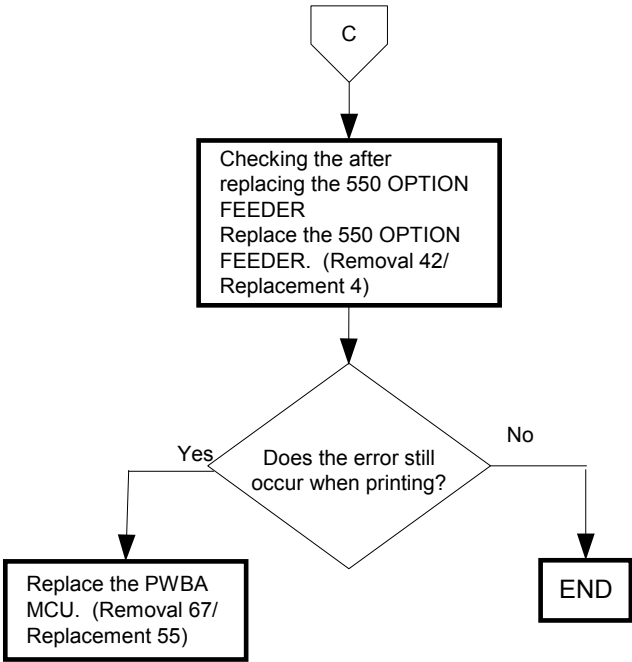 C
Checking the after
replacing the 550 OPTION
FEEDER
Replace the 550 OPTION
FEEDER. (Removal 42/
Replacement 4)
Does the error still
occur when printing?
Yes
No
Replace the PWBA
MCU. (Removal 67/
Replacement 55)
END